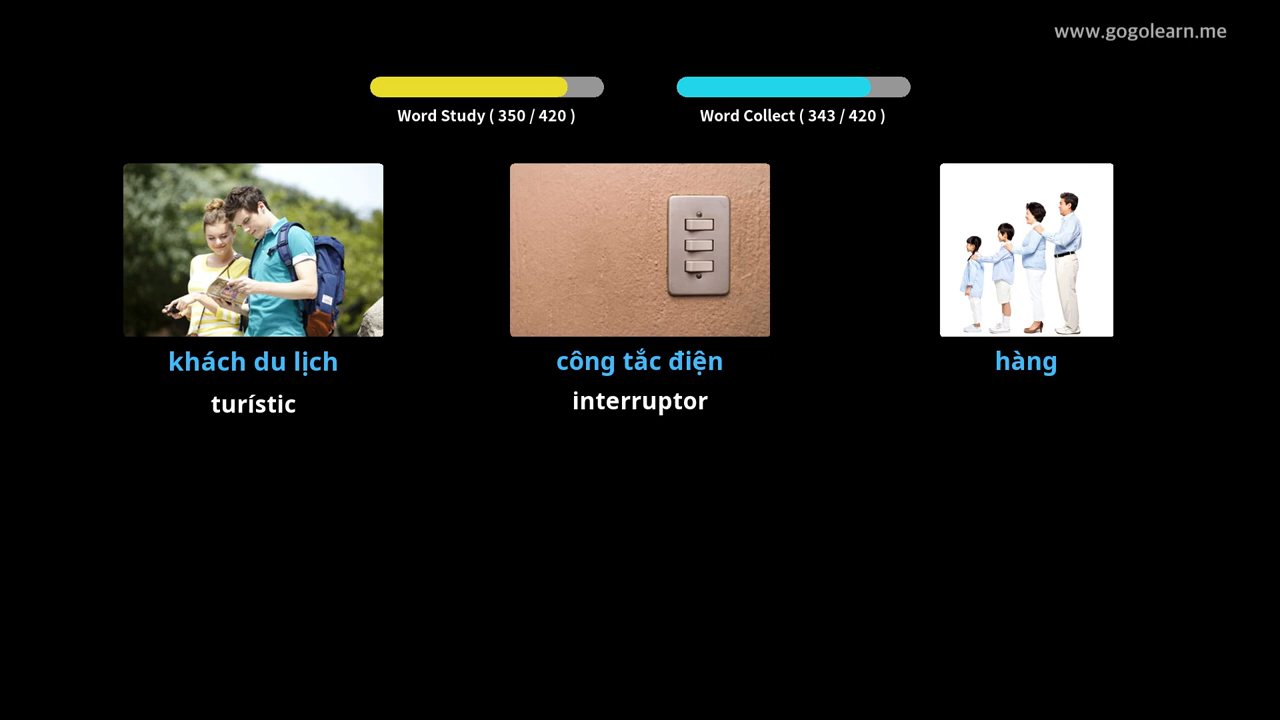 www.gogolearn.me
Word Study ( 350 / 420 )
Word Collect ( 343 / 420 )
khách du lịch
turístic
công tắc điện
interruptor
hàng